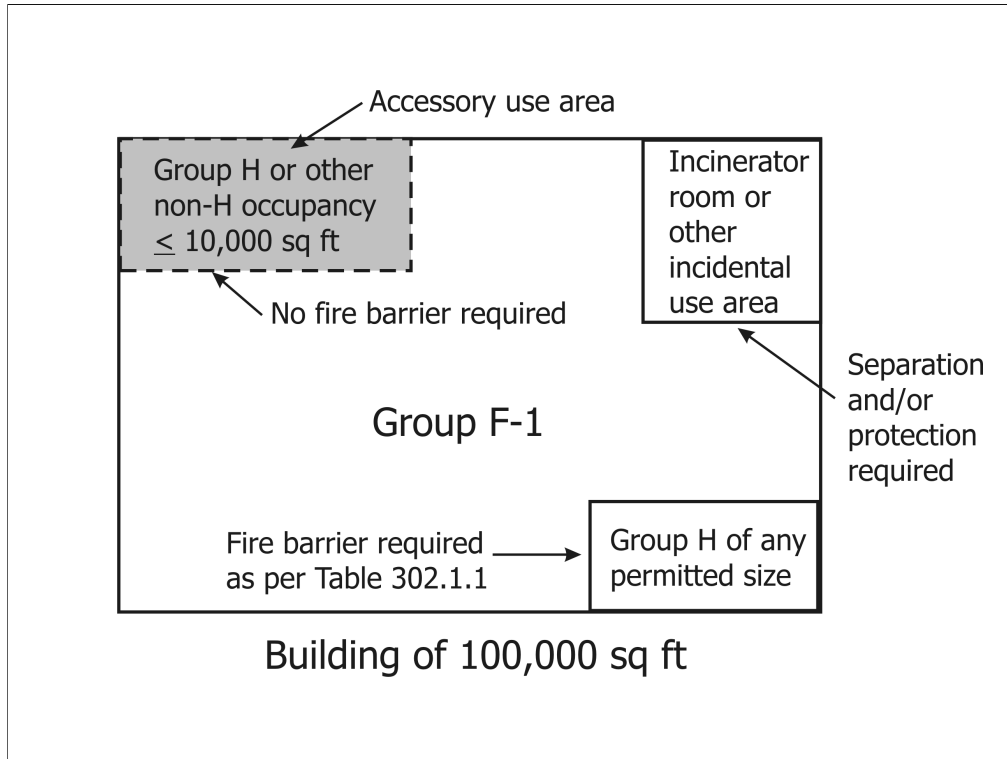 Accessory use area
Group H or other
non-H occupancy
≤ 10,000 sq ft
No fire barrier required
Incinerator
room or
other
incidental
use area
Separation
and/or
protection
required
Group F-1
Fire barrier required
as per Table 302.1.1
Group H of any
permitted size
Building of 100,000 sq ft